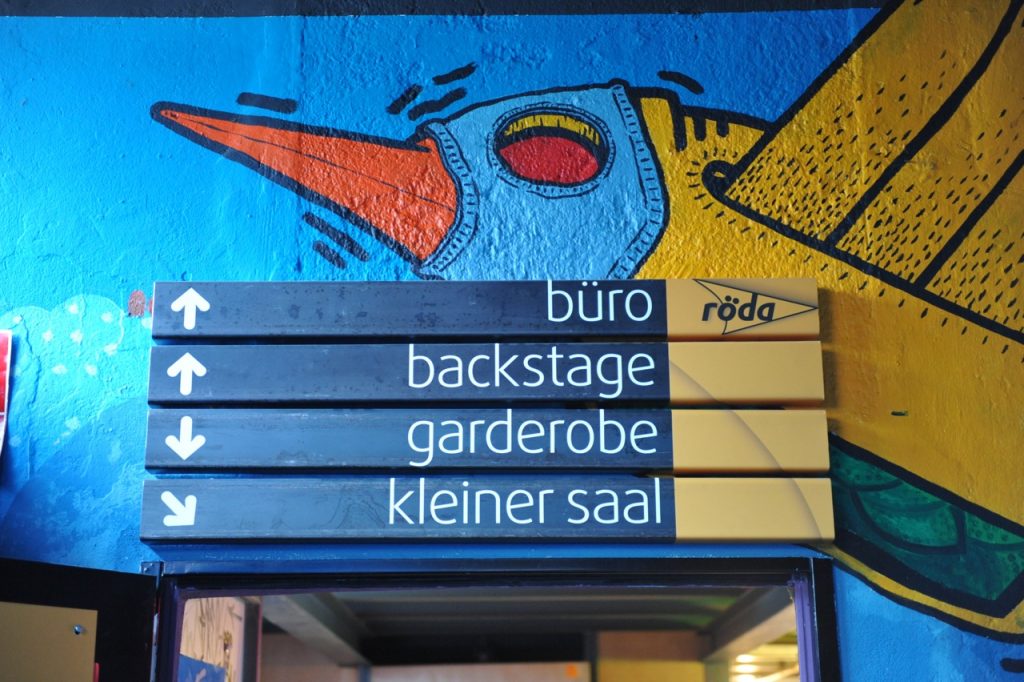 büro röda
backstage
garderobe
kleiner saal